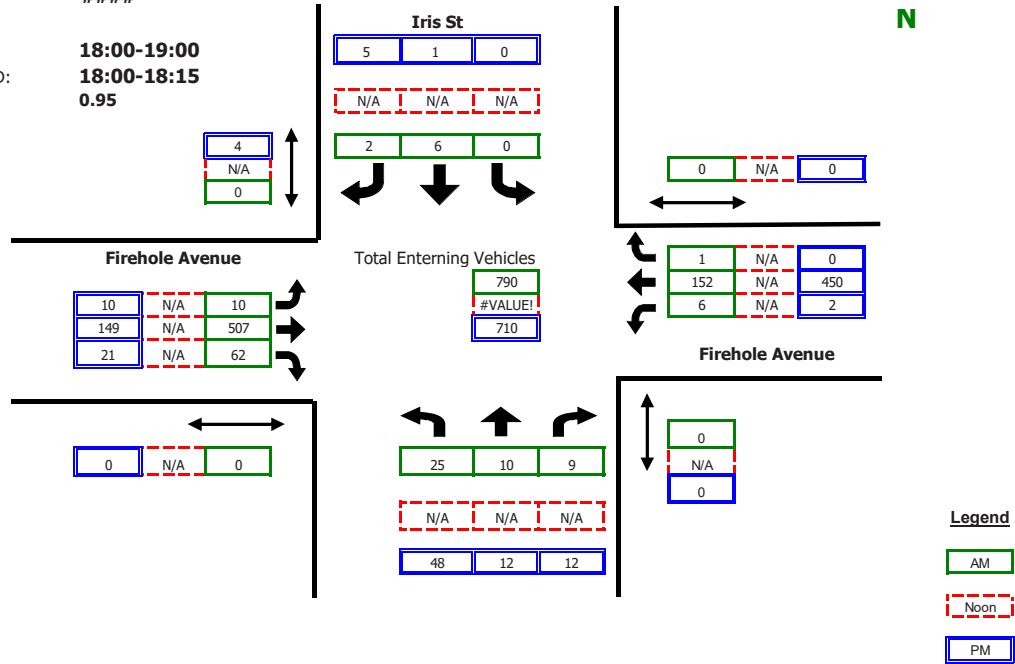 Iris St
N
5 1 0
18:00-19:00
18:00-18:15
0.95
N/A N/A N/A
4
N/A
0
2 6 0
0 N/A 0
Firehole Avenue
Total Enterning Vehicles
790
#VALUE!
710
1 N/A 0
152 N/A 450
6 N/A 2
10 N/A 10
149 N/A 507
21 N/A 62
Firehole Avenue
0 N/A 0
25 10 9
N/A N/A N/A
48 12 12
0
N/A
0
Legend
AM
Noon
PM